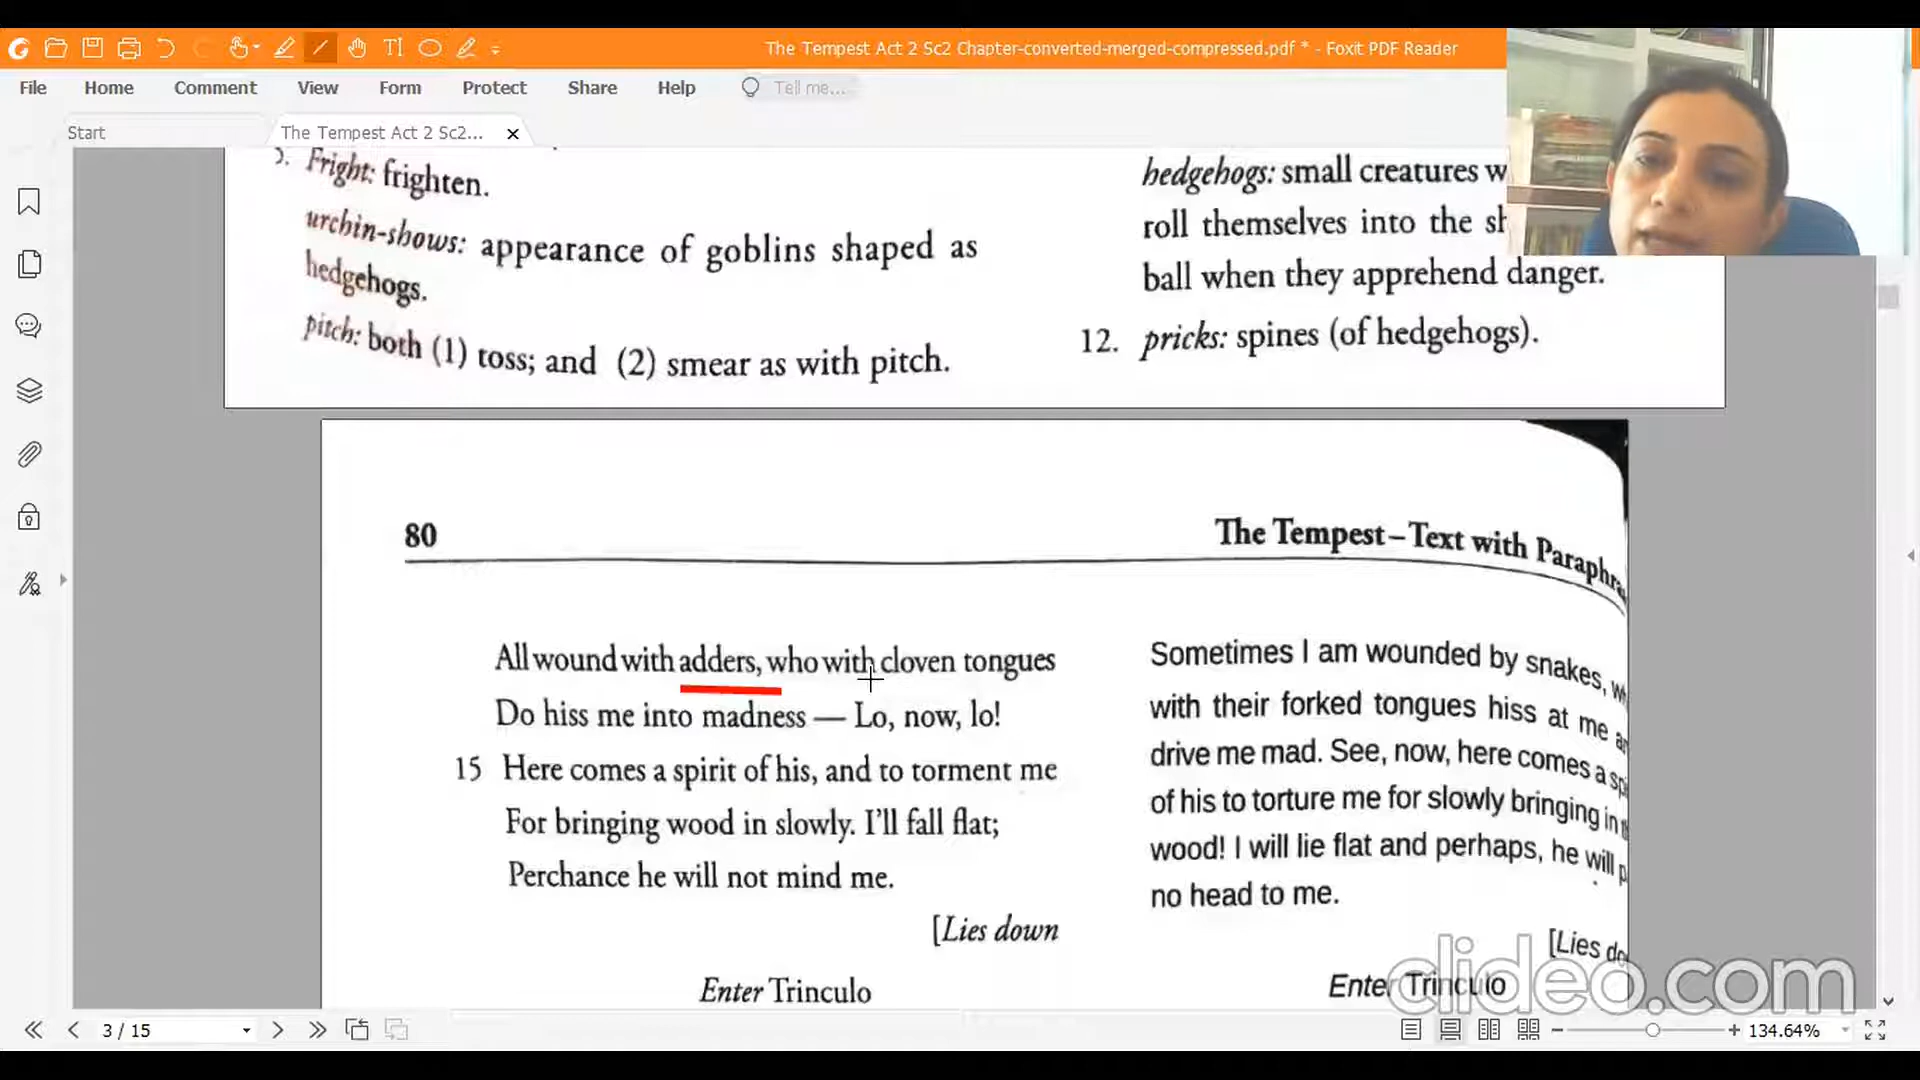 The Tempest Act 2 Sc2 Chapter-converted-merged-compressed.pdf * - Foxit PDF Reader
File Home Comment View Form Protect Share Help Tell me...
Start The Tempest Act 2 Sc2...
Fright: frighten.
urchin-shows: appearance of goblins shaped as
hedgehogs.
pitch: both (1) toss; and (2) smear as with pitch.
hedgehogs: small creatures
roll themselves into the
ball when they apprehend danger.
12. pricks: spines (of hedgehogs).
80
The Tempest – Text with
All wound with adders, who with cloven tongues
Do hiss me into madness — Lo, now, lo!
15 Here comes a spirit of his, and to torment me
For bringing wood in slowly. I'll fall flat;
Perchance he will not mind me.
[Lies down
Enter Trinculo
Sometimes I am wounded by snakes,
with their forked tongues hiss at me
drive me mad. See, now, here comes a
of his to torture me for slowly bringing in
wood! I will lie flat and perhaps, he will
no head to me.
[Lies
Enter Trinculo
clideo.com
3 / 15
134.64%